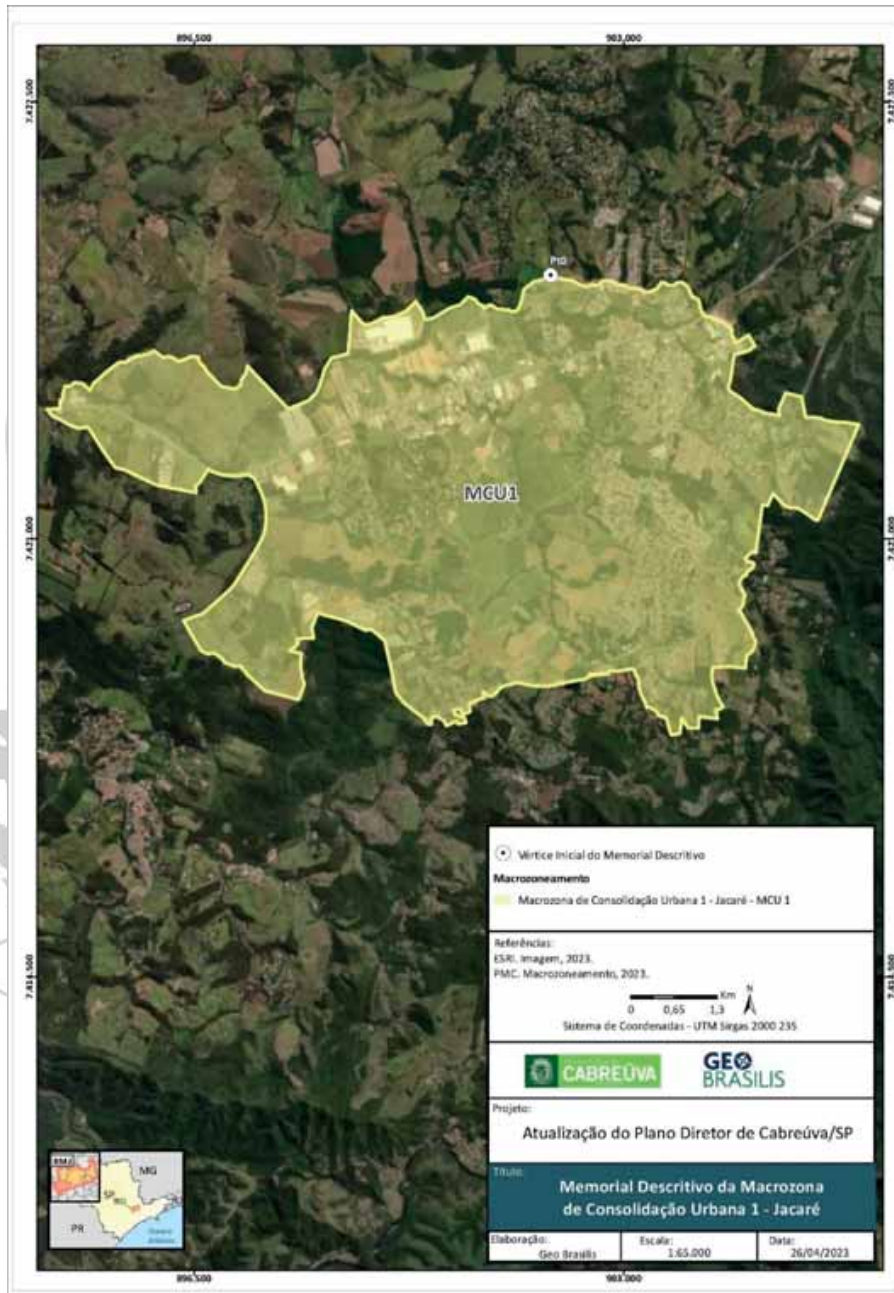 896.500
903.000
7.427.500
7.427.500
Pt0
MCU1
7.421.000
7.421.000
7.414.500
7.414.500
Vértice Inicial do Memorial Descritivo
Macrozoneamento
Macrozona de Consolidação Urbana 1 - Jacaré - MCU 1
Referências:
ESRI. Imagem, 2023.
PMC. Macrozoneamento, 2023.
N
Km
0 0,65 1,3
Sistema de Coordenadas - UTM Sirgas 2000 23S
CABREÚVA
GEO
BRASILIS
Projeto:
Atualização do Plano Diretor de Cabreúva/SP
Título:
Memorial Descritivo da Macrozona
de Consolidação Urbana 1 - Jacaré
Elaboração:
Geo Brasilis
Escala:
1:65.000
Data:
26/04/2023
RMJ
MG
SP
PR
896.500
903.000